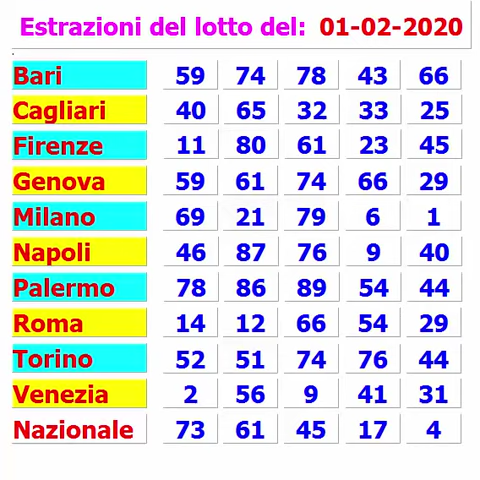 Estrazioni del lotto del: 01-02-2020
Bari 59 74 78 43 66
Cagliari 40 65 32 33 25
Firenze 11 80 61 23 45
Genova 59 61 74 66 29
Milano 69 21 79 6 1
Napoli 46 87 76 9 40
Palermo 78 86 89 54 44
Roma 14 12 66 54 29
Torino 52 51 74 76 44
Venezia 2 56 9 41 31
Nazionale 73 61 45 17 4